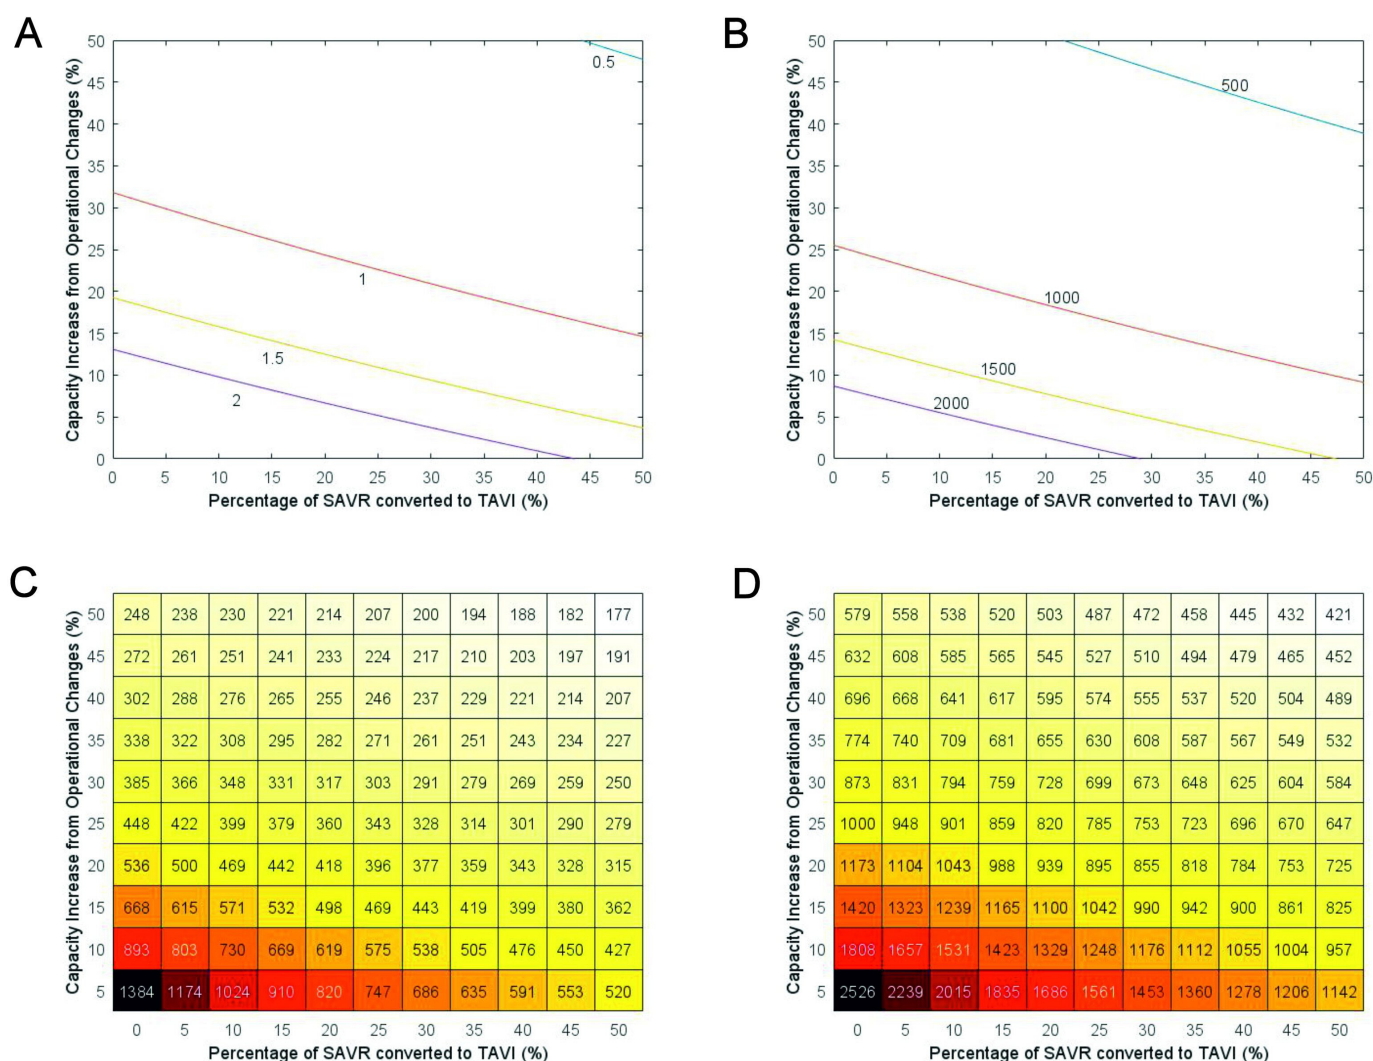 A
Capacity Increase from Operational Changes (%)
50
45
40
35
30
25
20
15
10
5
0
0.5
1
1.5
2
0 5 10 15 20 25 30 35 40 45 50
Percentage of SAVR converted to TAVI (%)
B
Capacity Increase from Operational Changes (%)
50
45
40
35
30
25
20
15
10
5
0
500
1000
1500
2000
0 5 10 15 20 25 30 35 40 45 50
Percentage of SAVR converted to TAVI (%)
C
Capacity Increase from Operational Changes (%)
50 248 238 230 221 214 207 200 194 188 182 177
45 272 261 251 241 233 224 217 210 203 197 191
40 302 288 276 265 255 246 237 229 221 214 207
35 338 322 308 295 282 271 261 251 243 234 227
30 385 366 348 331 317 303 291 279 269 259 250
25 448 422 399 379 360 343 328 314 301 290 279
20 536 500 469 442 418 396 377 359 343 328 315
15 668 615 571 532 498 469 443 419 399 380 362
10 893 803 730 669 619 575 538 505 476 450 427
5 1384 1174 1024 910 820 747 686 635 591 553 520
0 5 10 15 20 25 30 35 40 45 50
Percentage of SAVR converted to TAVI (%)
D
Capacity Increase from Operational Changes (%)
50 579 558 538 520 503 487 472 458 445 432 421
45 632 608 585 565 545 527 510 494 479 465 452
40 696 668 641 617 595 574 555 537 520 504 489
35 774 740 709 681 655 630 608 587 567 549 532
30 873 831 794 759 728 699 673 648 625 604 584
25 1000 948 901 859 820 785 753 723 696 670 647
20 1173 1104 1043 988 939 895 855 818 784 753 725
15 1420 1323 1239 1165 1100 1042 990 942 900 861 825
10 1808 1657 1531 1423 1329 1248 1176 1112 1055 1004 957
5 2526 2239 2015 1835 1686 1561 1453 1360 1278 1206 1142
0 5 10 15 20 25 30 35 40 45 50
Percentage of SAVR converted to TAVI (%)